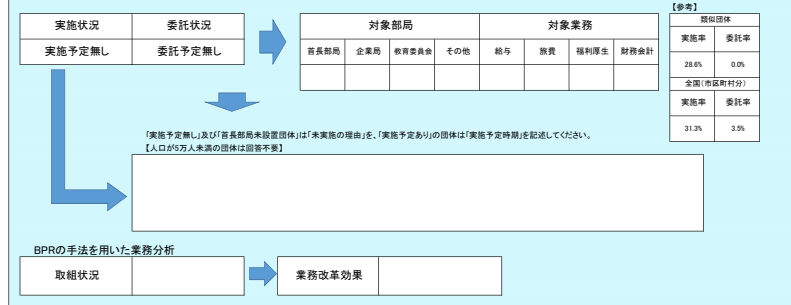 【参考】
実施状況 委託状況
実施予定無し 委託予定無し
対象部局 対象業務
首長部局 企業局 教育委員会 その他 給与 旅費 福利厚生 財務会計
類似団体
実施率 委託率
28.6% 0.0%
全国(市区町村分)
実施率 委託率
31.3% 3.5%
「実施予定無し」及び「首長部局未設置団体」は「未実施の理由」を、「実施予定あり」の団体は「実施予定時期」を記述してください。
【人口が5万人未満の団体は回答不要】
BPRの手法を用いた業務分析
取組状況 業務改革効果